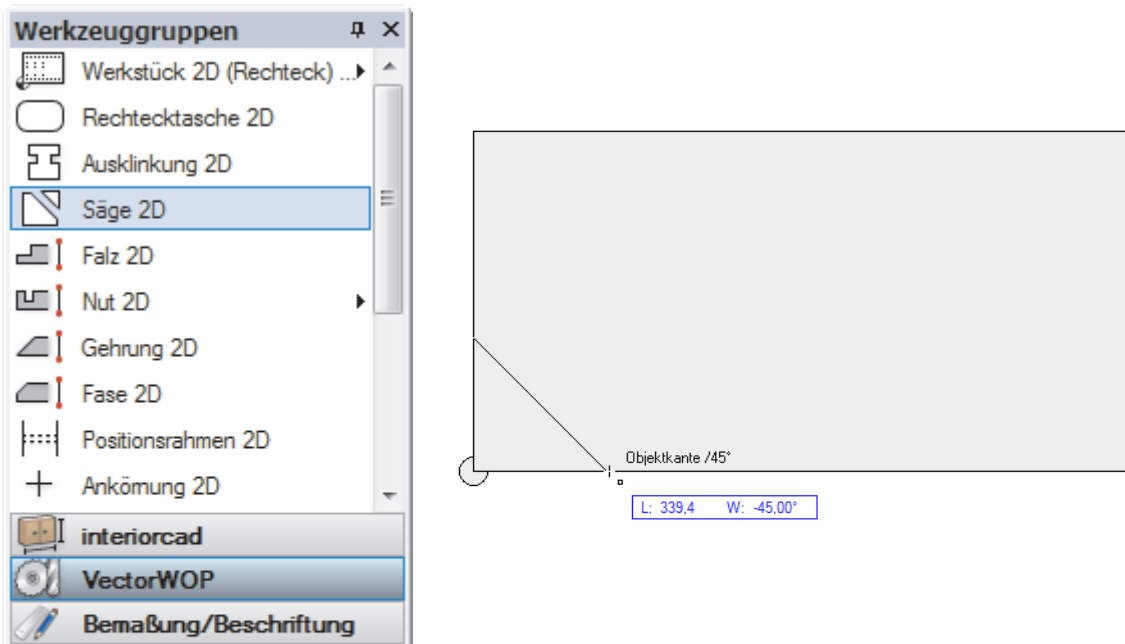 Werkzeuggruppen
Werkstück 2D (Rechteck) ...
Rechtecktasche 2D
Ausklinkung 2D
Säge 2D
Falz 2D
Nut 2D
Gehrung 2D
Fase 2D
Positionsrahmen 2D
Ankörnung 2D
interiorcad
VectorWOP
Bemaßung/Beschriftung
Objektkante /45°
L: 339,4 W: -45,00°